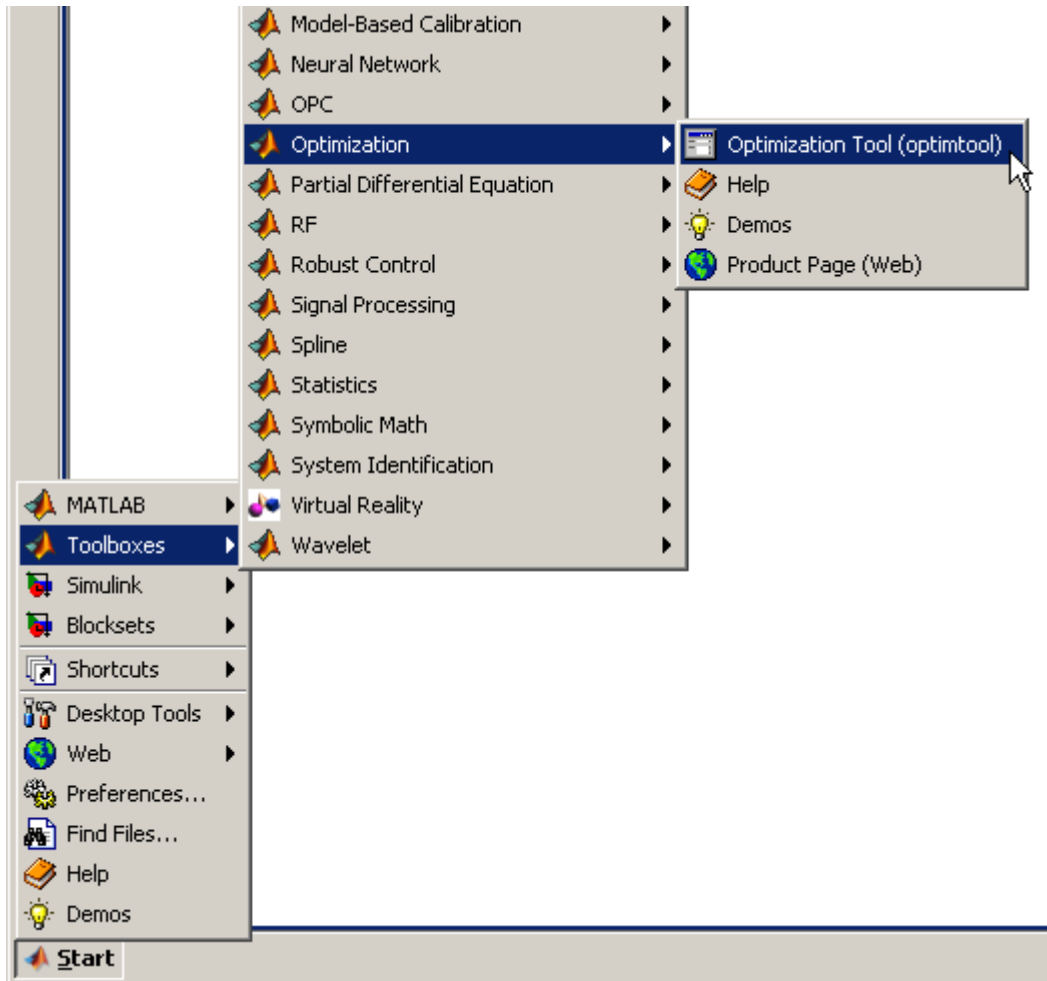 Model-Based Calibration
Neural Network
OPC
Optimization
Partial Differential Equation
RF
Robust Control
Signal Processing
Spline
Statistics
Symbolic Math
System Identification
Virtual Reality
Wavelet
Optimization Tool (optimtool)
Help
Demos
Product Page (Web)
MATLAB
Toolboxes
Simulink
Blocksets
Shortcuts
Desktop Tools
Web
Preferences...
Find Files...
Help
Demos
Start